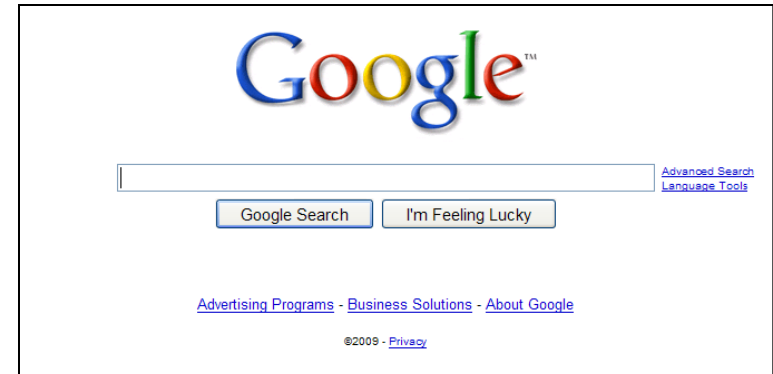 Google™
Advanced Search
Language Tools
Google Search I'm Feeling Lucky
Advertising Programs - Business Solutions - About Google
©2009 - Privacy